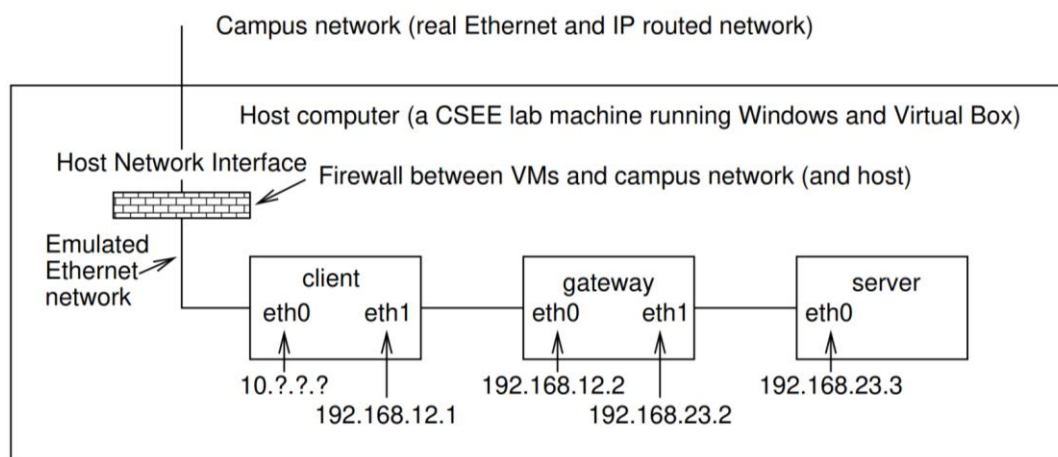 Campus network (real Ethernet and IP routed network)
Host computer (a CSEE lab machine running Windows and Virtual Box)
Host Network Interface
Firewall between VMs and campus network (and host)
Emulated
Ethernet
network
client
gateway
server
eth0
eth1
eth0
eth1
eth0
10.?.?.?
192.168.12.2
192.168.23.3
192.168.12.1
192.168.23.2